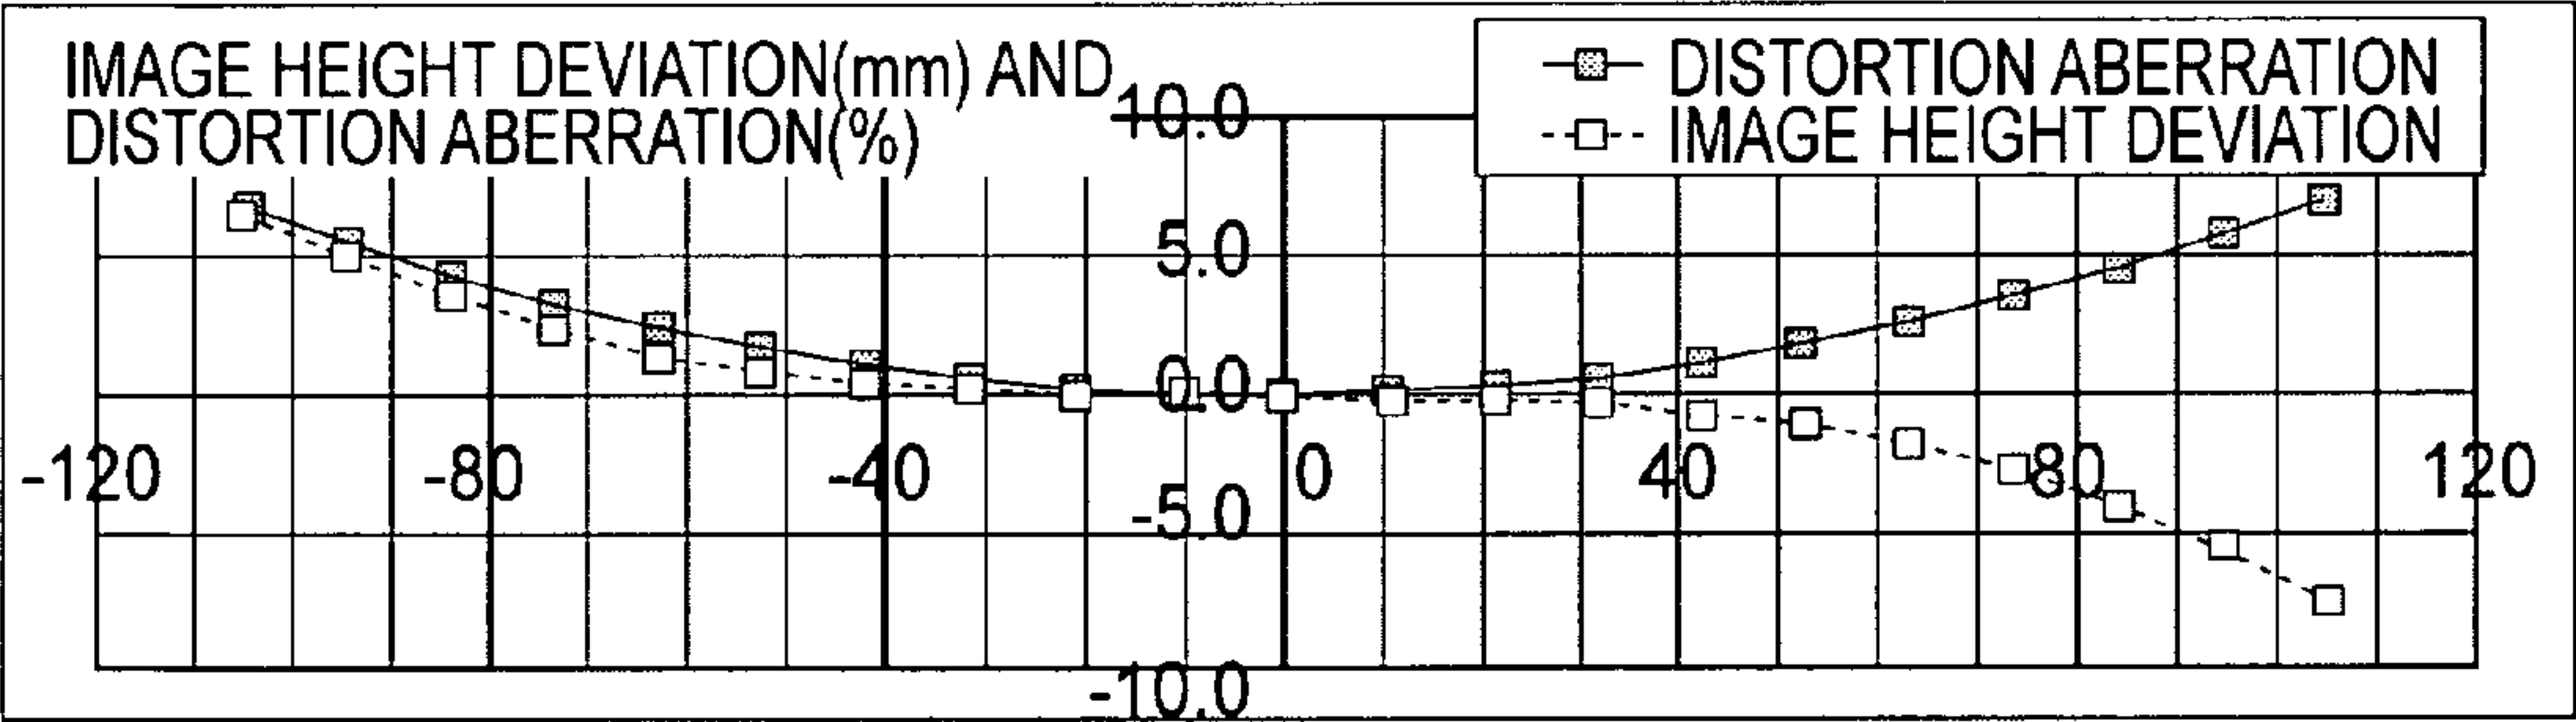 IMAGE HEIGHT DEVIATION(mm) AND
DISTORTION ABERRATION(%)
DISTORTION ABERRATION
IMAGE HEIGHT DEVIATION
10.0
5.0
0.0
-120 -80 -40 0 40 80 120
-5.0
-10.0